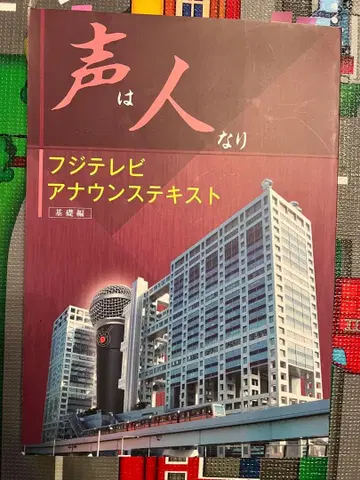 声は人なり
フジテレビ
アナウンステキスト
基礎編